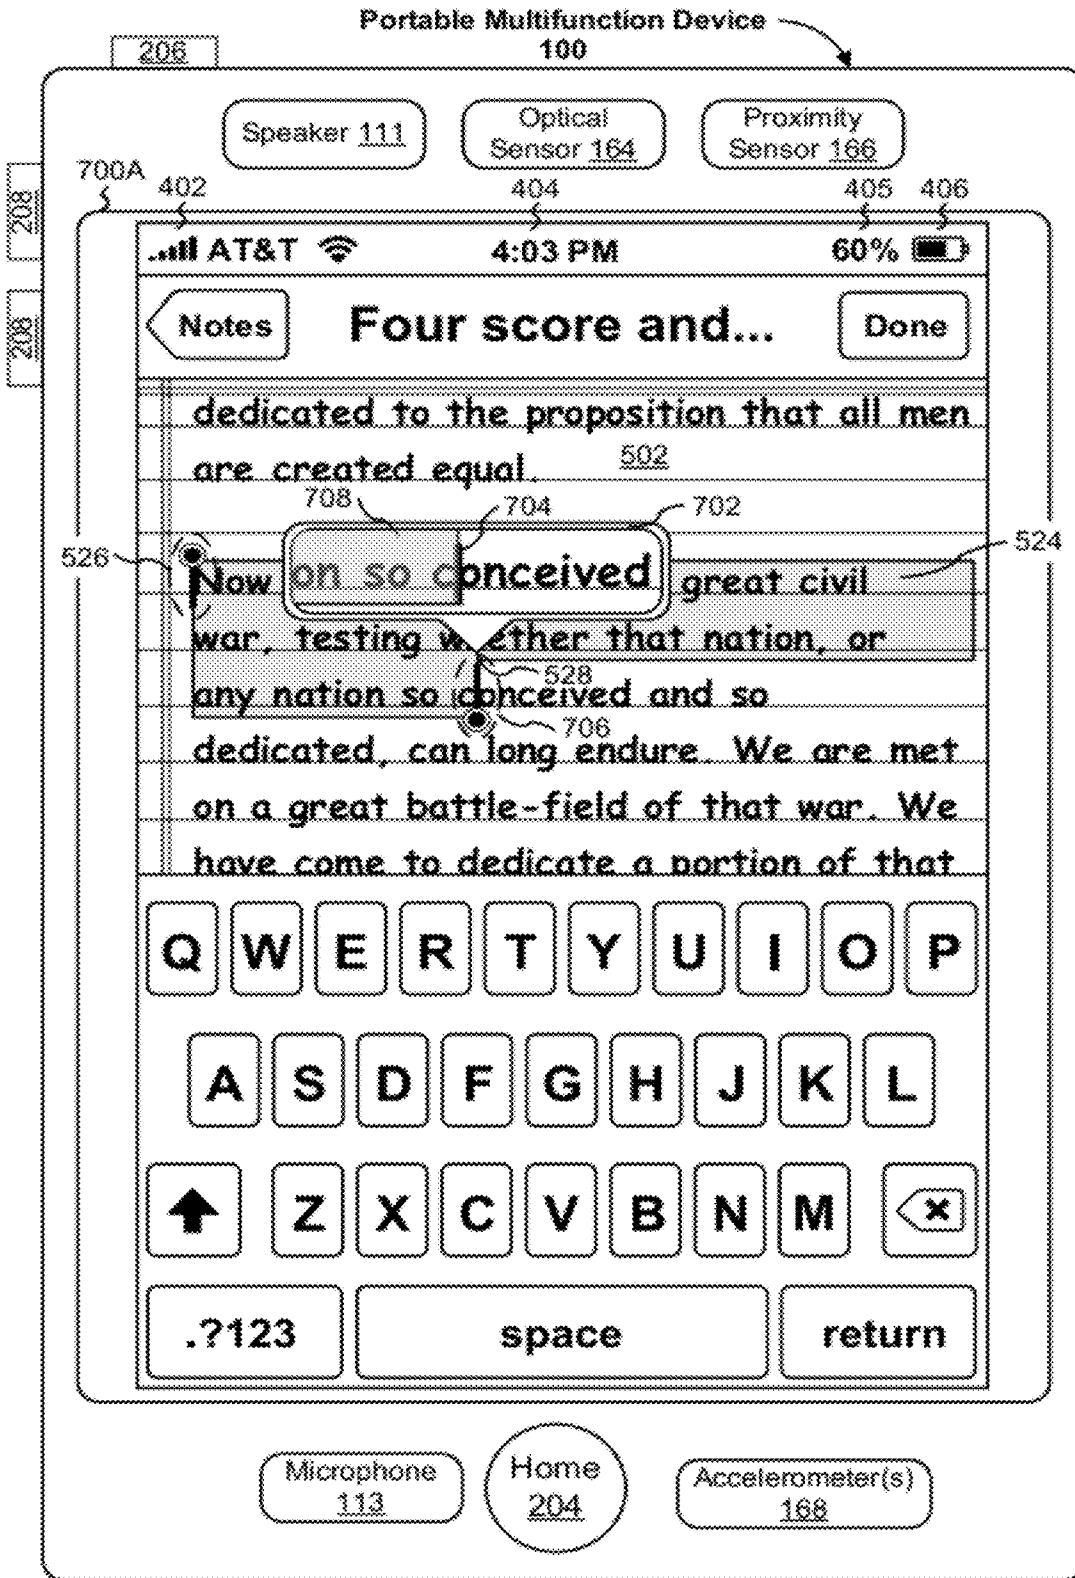 Portable Multifunction Device
100
206
Speaker 111
Optical
Sensor 164
Proximity
Sensor 166
208
700A
402
404
405
406
AT&T 4:03 PM 60%
208
Notes Four score and... Done
dedicated to the proposition that all men
are created equal. 502
708 704 702
526
524
Now on so conceived great civil
war, testing whether that nation, or
528
any nation so conceived and so
706
dedicated, can long endure. We are met
on a great battle-field of that war. We
have come to dedicate a portion of that
Q W E R T Y U I O P
A S D F G H J K L
Z X C V B N M
.?123 space return
Microphone
113
Home
204
Accelerometer(s)
168